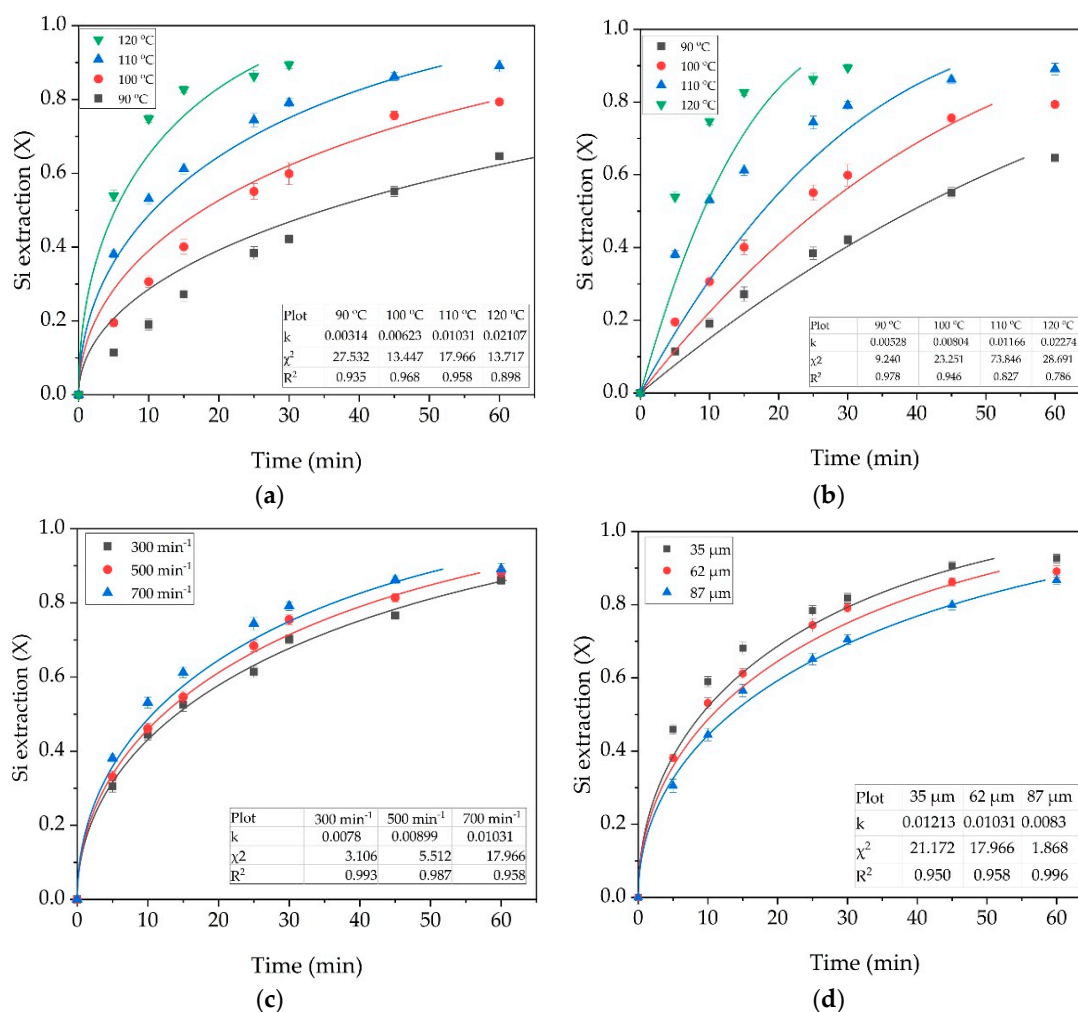 Si extraction (X)
1.0
0.8
0.6
0.4
0.2
0.0
120 °C
110 °C
100 °C
90 °C
Plot 90 °C 100 °C 110 °C 120 °C
k 0.00314 0.00623 0.01031 0.02107
χ2 27.532 13.447 17.966 13.717
R2 0.935 0.968 0.958 0.898
0 10 20 30 40 50 60
Time (min)
(a)
Si extraction (X)
1.0
0.8
0.6
0.4
0.2
0.0
90 °C
100 °C
110 °C
120 °C
Plot 90 °C 100 °C 110 °C 120 °C
k 0.00528 0.00804 0.01166 0.02274
χ2 9.240 23.251 73.846 28.691
R2 0.978 0.946 0.827 0.786
0 10 20 30 40 50 60
Time (min)
(b)
Si extraction (X)
1.0
0.8
0.6
0.4
0.2
0.0
300 min-1
500 min-1
700 min-1
Plot 300 min-1 500 min-1 700 min-1
k 0.0078 0.00899 0.01031
χ2 3.106 5.512 17.966
R2 0.993 0.987 0.958
0 10 20 30 40 50 60
Time (min)
(c)
Si extraction (X)
1.0
0.8
0.6
0.4
0.2
0.0
35 μm
62 μm
87 μm
Plot 35 μm 62 μm 87 μm
k 0.01213 0.01031 0.0083
χ2 21.172 17.966 1.868
R2 0.950 0.958 0.996
0 10 20 30 40 50 60
Time (min)
(d)